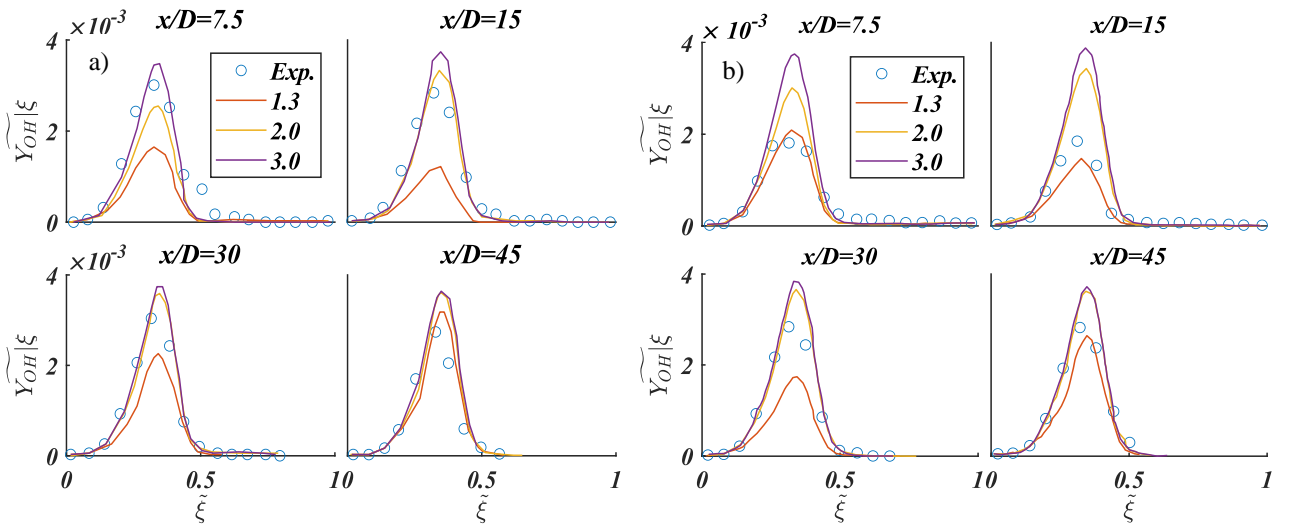 ×10⁻³
x/D=7.5
x/D=15
4
2
0
a)
Exp.
1.3
2.0
3.0
Y_OH|ξ
×10⁻³
x/D=30
x/D=45
4
2
0
Y_OH|ξ
0
0.5
10
0.5
1
ξ̃
ξ̃
× 10⁻³
x/D=7.5
x/D=15
4
2
0
b)
Exp.
1.3
2.0
3.0
Y_OH|ξ
x/D=30
x/D=45
4
2
0
Y_OH|ξ
0
0.5
10
0.5
1
ξ̃
ξ̃